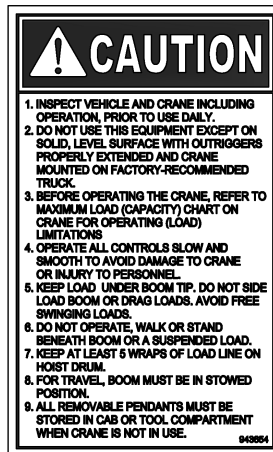 CAUTION
1. INSPECT VEHICLE AND CRANE INCLUDING
OPERATION, PRIOR TO USE DAILY.
2. DO NOT USE THIS EQUIPMENT EXCEPT ON
SOLID, LEVEL SURFACE WITH OUTRIGGERS
PROPERLY EXTENDED AND CRANE
MOUNTED ON FACTORY-RECOMMENDED
TRUCK.
3. BEFORE OPERATING THE CRANE, REFER TO
MAXIMUM LOAD (CAPACITY) CHART ON
CRANE FOR OPERATING (LOAD)
LIMITATIONS
4. OPERATE ALL CONTROLS SLOW AND
SMOOTH TO AVOID DAMAGE TO CRANE
OR INJURY TO PERSONNEL.
5. KEEP LOAD UNDER BOOM TIP. DO NOT SIDE
LOAD BOOM OR DRAG LOADS. AVOID FREE
SWINGING LOADS.
6. DO NOT OPERATE, WALK OR STAND
BENEATH BOOM OR A SUSPENDED LOAD.
7. KEEP AT LEAST 5 WRAPS OF LOAD LINE ON
HOIST DRUM.
8. FOR TRAVEL, BOOM MUST BE IN STOWED
POSITION.
9. ALL REMOVABLE PENDANTS MUST BE
STORED IN CAB OR TOOL COMPARTMENT
WHEN CRANE IS NOT IN USE.
943654